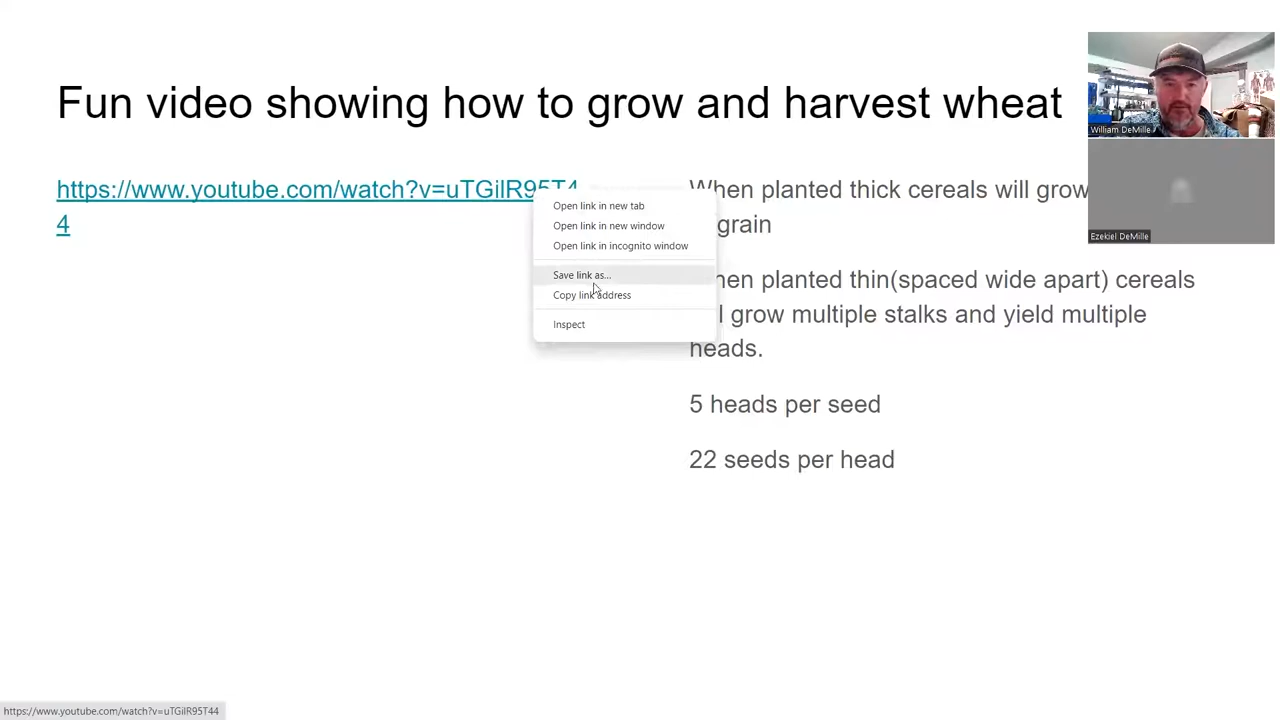 Fun video showing how to grow and harvest wheat
William DeMille
https://www.youtube.com/watch?v=uTGilR95T4
4
Open link in new tab
Open link in new window
Open link in incognito window
Save link as...
Copy link address
Inspect
When planted thick cereals will grow
grain
Ezekiel DeMille
when planted thin(spaced wide apart) cereals
grow multiple stalks and yield multiple
heads.
5 heads per seed
22 seeds per head
https://www.youtube.com/watch?v=uTGilR95T44